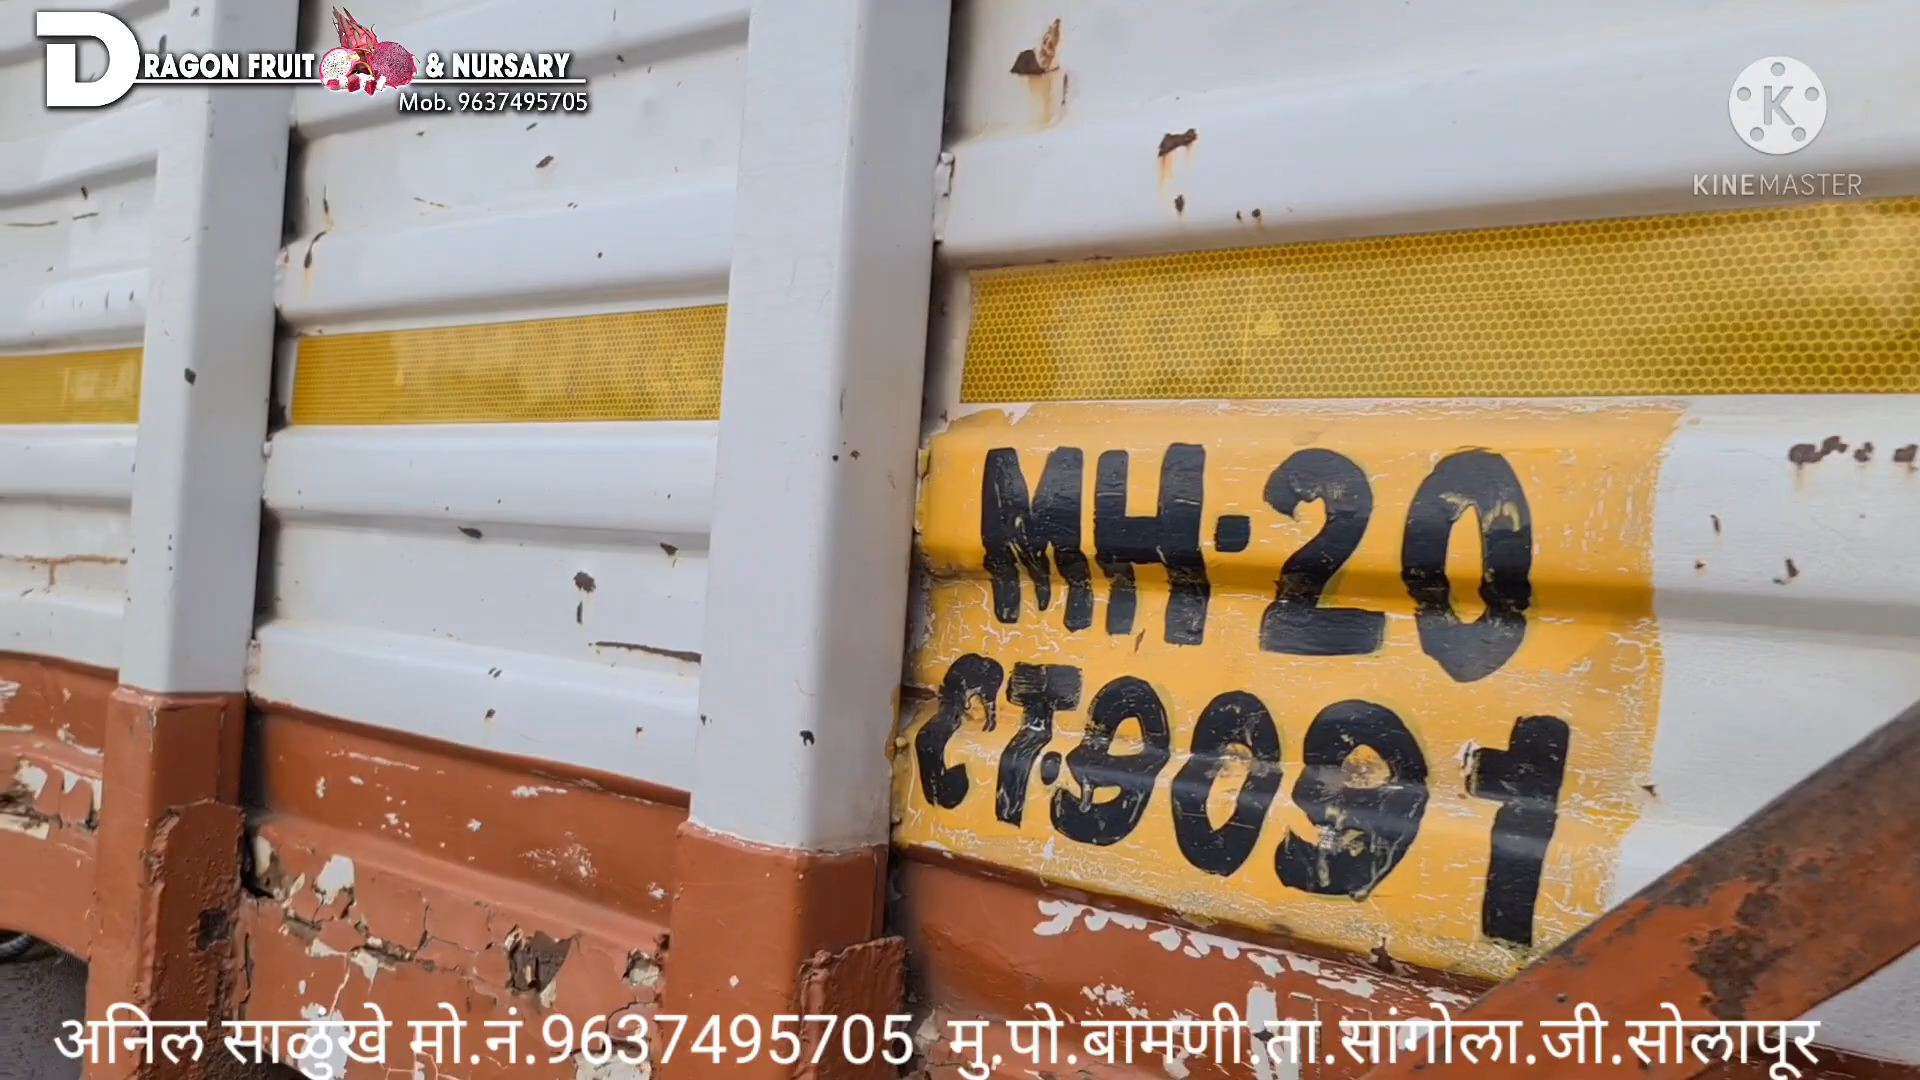 DRAGON FRUIT & NURSARY
Mob. 9637495705
KINEMASTER
MH·20
CT.9091
अनिल साळुंखे मो.नं.9637495705 मु.पो.बामणी.ता.सांगोला.जी.सोलापूर